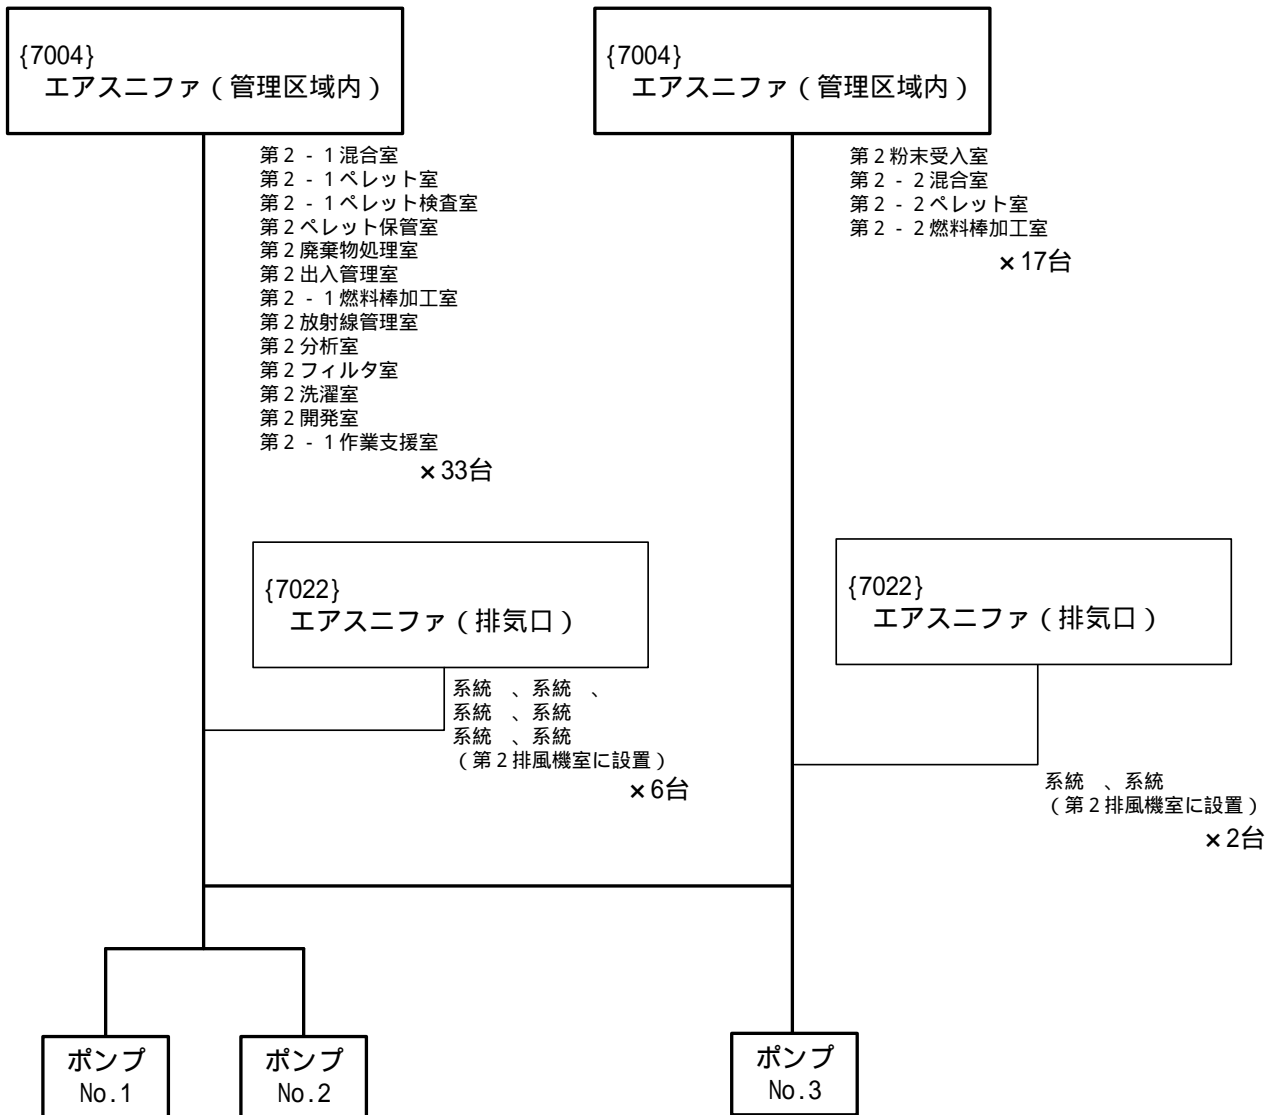 {7004}
エアスニファ（管理区域内）
第２‐１混合室
第２‐１ペレット室
第２‐１ペレット検査室
第２ペレット保管室
第２廃棄物処理室
第２出入管理室
第２‐１燃料棒加工室
第２放射線管理室
第２分析室
第２フィルタ室
第２洗濯室
第２開発室
第２‐１作業支援室
×33台
{7004}
エアスニファ（管理区域内）
第２粉末受入室
第２‐２混合室
第２‐２ペレット室
第２‐２燃料棒加工室
×17台
{7022}
エアスニファ（排気口）
系統　、系統　、
系統　、系統
系統　、系統
（第２排風機室に設置）
×6台
{7022}
エアスニファ（排気口）
系統　、系統
（第２排風機室に設置）
×2台
ポンプ
No.1
ポンプ
No.2
ポンプ
No.3